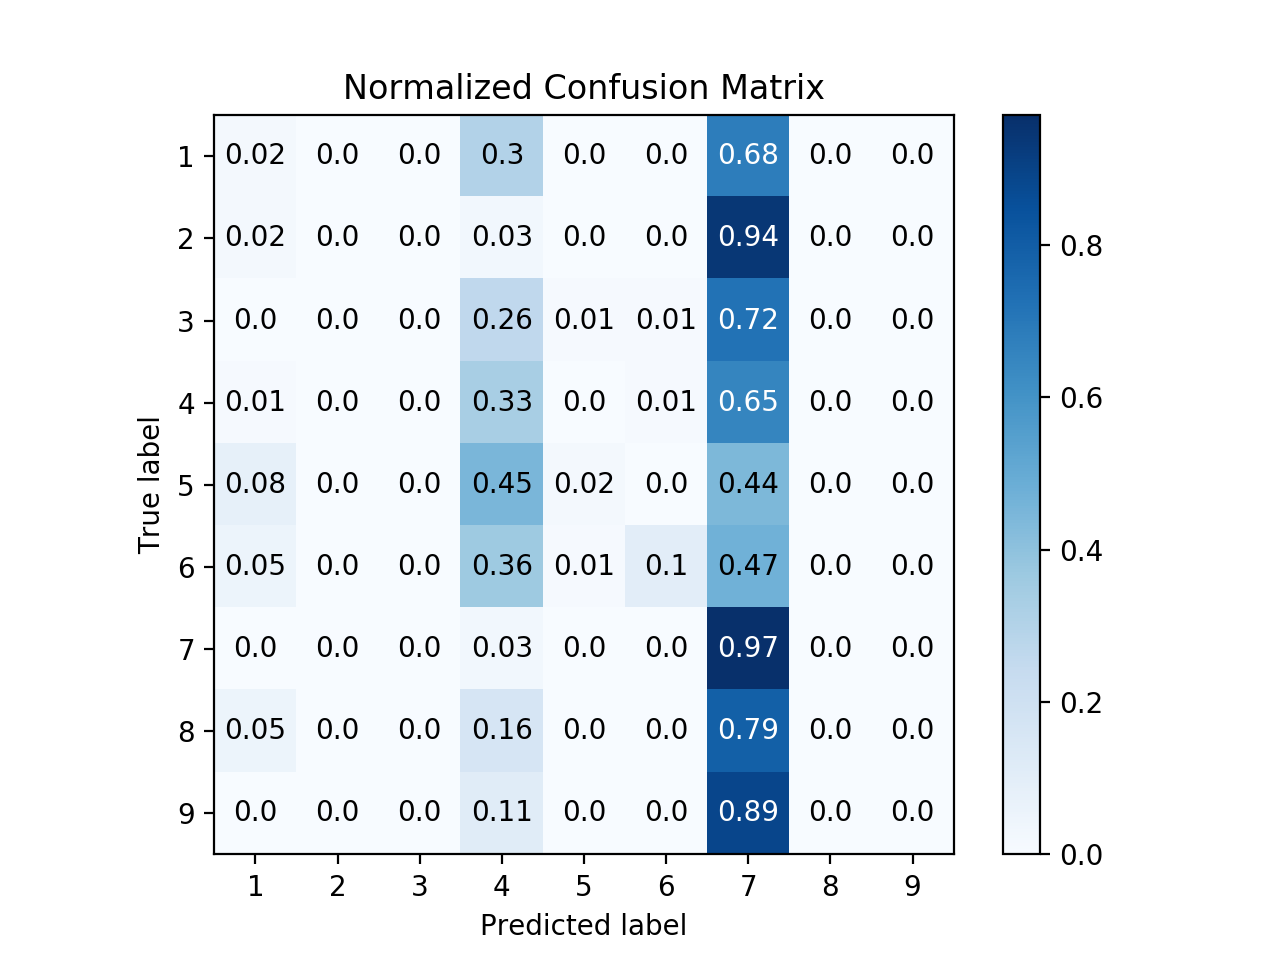 Normalized Confusion Matrix
1 0.02 0.0 0.0 0.3 0.0 0.0 0.68 0.0 0.0
2 0.02 0.0 0.0 0.03 0.0 0.0 0.94 0.0 0.0
3 0.0 0.0 0.0 0.26 0.01 0.01 0.72 0.0 0.0
4 0.01 0.0 0.0 0.33 0.0 0.01 0.65 0.0 0.0
5 0.08 0.0 0.0 0.45 0.02 0.0 0.44 0.0 0.0
6 0.05 0.0 0.0 0.36 0.01 0.1 0.47 0.0 0.0
7 0.0 0.0 0.0 0.03 0.0 0.0 0.97 0.0 0.0
8 0.05 0.0 0.0 0.16 0.0 0.0 0.79 0.0 0.0
9 0.0 0.0 0.0 0.11 0.0 0.0 0.89 0.0 0.0
1 2 3 4 5 6 7 8 9
Predicted label
True label
0.8
0.6
0.4
0.2
0.0